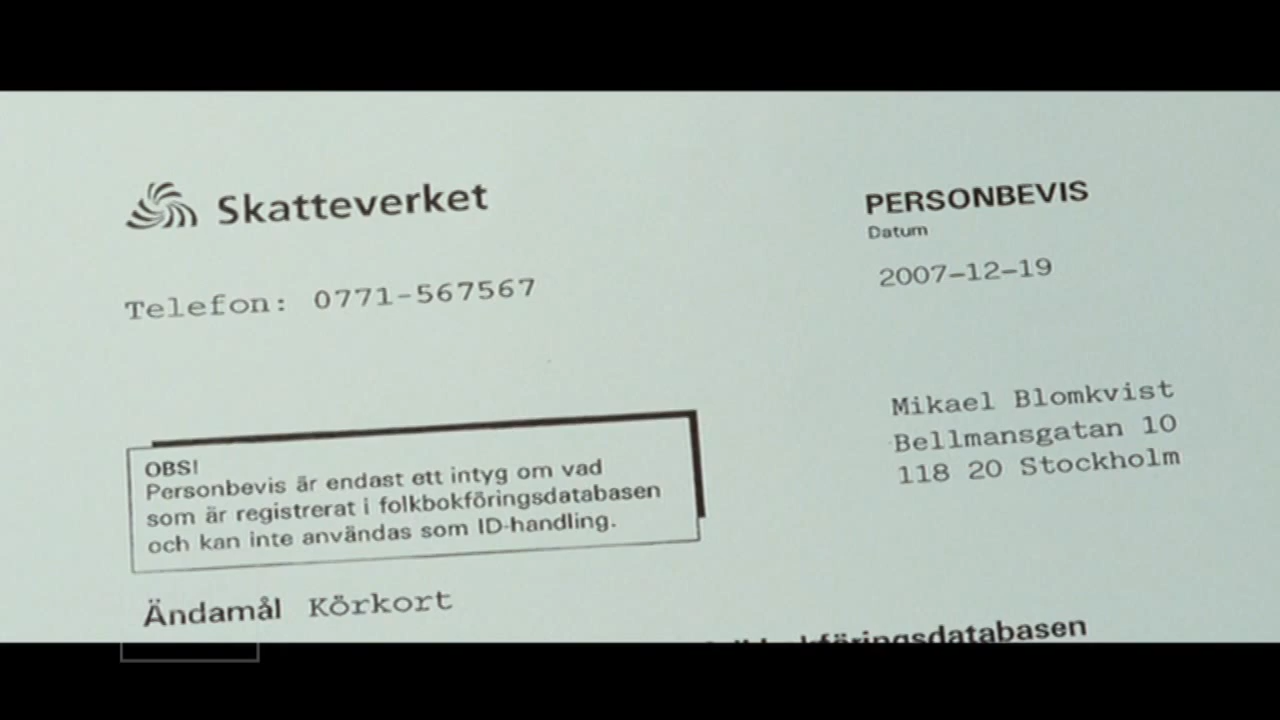 Skatteverket
PERSONBEVIS
Datum
2007-12-19
Telefon: 0771-567567
Mikael Blomkvist
Bellmansgatan 10
118 20 Stockholm
OBS!
Personbevis är endast ett intyg om vad
som är registrerat i folkbokföringsdatabasen
och kan inte användas som ID-handling.
Ändamål Körkort